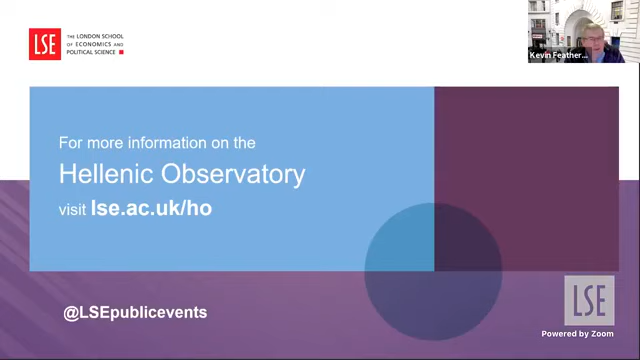 LSE
THE LONDON SCHOOL
OF ECONOMICS AND
POLITICAL SCIENCE
Kevin Feather...
For more information on the
Hellenic Observatory
visit lse.ac.uk/ho
@LSEpublicevents
LSE
Powered by Zoom